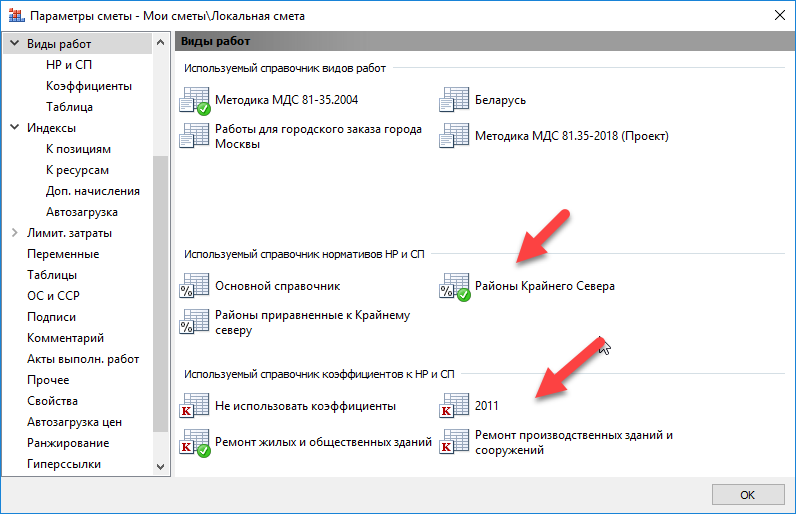 Параметры сметы - Мои сметы\Локальная смета
Виды работ
НР и СП
Коэффициенты
Таблица
Индексы
К позициям
К ресурсам
Доп. начисления
Автозагрузка
Лимит. затраты
Переменные
Таблицы
ОС и ССР
Подписи
Комментарий
Акты выполн. работ
Прочее
Свойства
Автозагрузка цен
Ранжирование
Гиперссылки
Виды работ
Используемый справочник видов работ
Методика МДС 81-35.2004
Беларусь
Работы для городского заказа города
Москвы
Методика МДС 81.35-2018 (Проект)
Используемый справочник нормативов НР и СП
% Основной справочник
% Районы Крайнего Севера
% Районы приравненные к Крайнему
северу
Используемый справочник коэффициентов к НР и СП
К Не использовать коэффициенты
К 2011
К Ремонт жилых и общественных зданий
К Ремонт производственных зданий и
сооружений
ОК